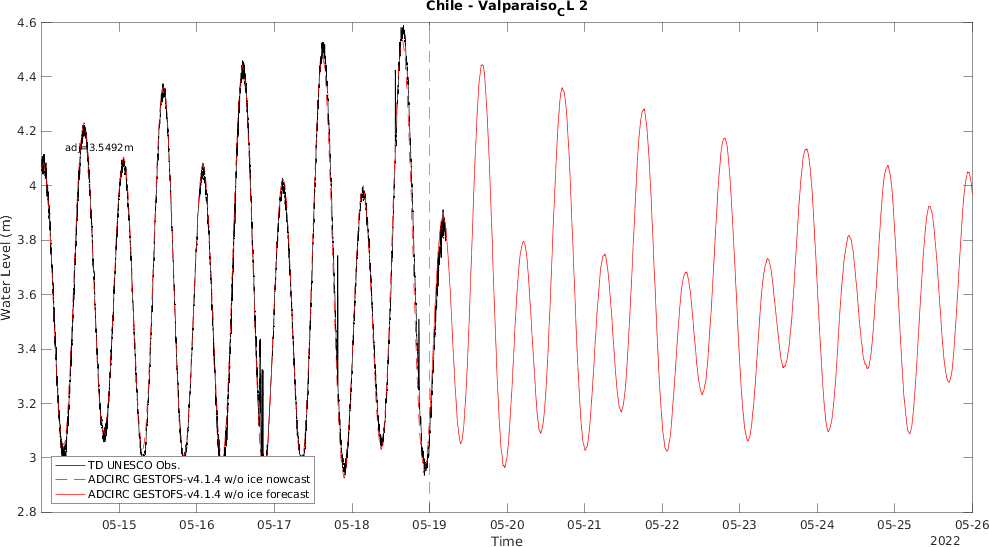 Chile - Valparaiso_CL 2
4.6
4.4
4.2
4
3.8
3.6
3.4
3.2
3
2.8
Water Level (m)
adj=3.5492m
TD UNESCO Obs.
ADCIRC GESTOFS-v4.1.4 w/o ice nowcast
ADCIRC GESTOFS-v4.1.4 w/o ice forecast
05-15 05-16 05-17 05-18 05-19 05-20 05-21 05-22 05-23 05-24 05-25 05-26
Time
2022